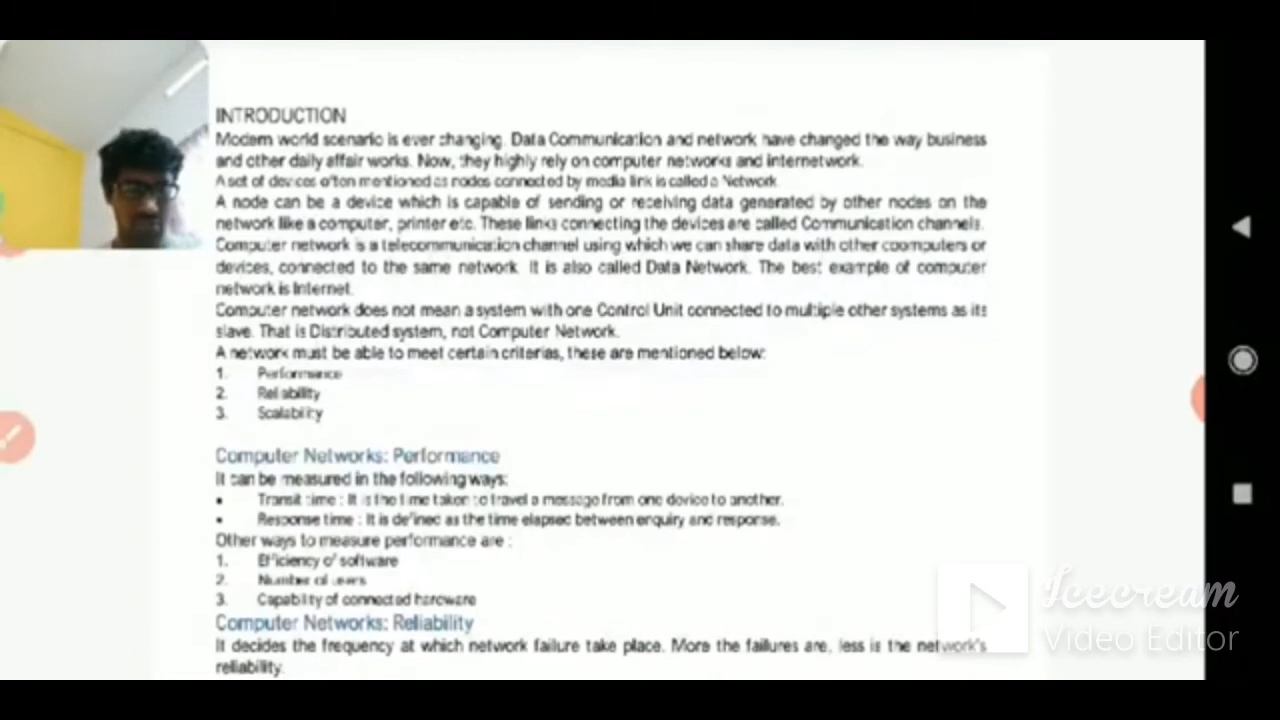 INTRODUCTION
Modern world scenario is ever changing. Data Communication and network have changed the way business
and other daily affair works. Now, they highly rely on computer networks and internetwork.
A set of devices often mentioned as nodes connected by media link is called a Network.
A node can be a device which is capable of sending or receiving data generated by other nodes on the
network like a computer, printer etc. These links connecting the devices are called Communication channels.
Computer network is a telecommunication channel using which we can share data with other coomputers or
devices, connected to the same network. It is also called Data Network. The best example of computer
network is Internet.
Computer network does not mean a system with one Control Unit connected to multiple other systems as its
slave. That is Distributed system, not Computer Network.
A network must be able to meet certain criterias, these are mentioned below:
1. Performance
2. Reliability
3. Scalability
Computer Networks: Performance
It can be measured in the following ways:
• Transit time : It is the time taken to travel a message from one device to another.
• Response time : It is defined as the time elapsed between enquiry and response.
Other ways to measure performance are :
1. Efficiency of software
2. Number of users
3. Capability of connected hardware
Computer Networks: Reliability
It decides the frequency at which network failure take place. More the failures are, less is the network's
reliability.
Icecream
Video Editor